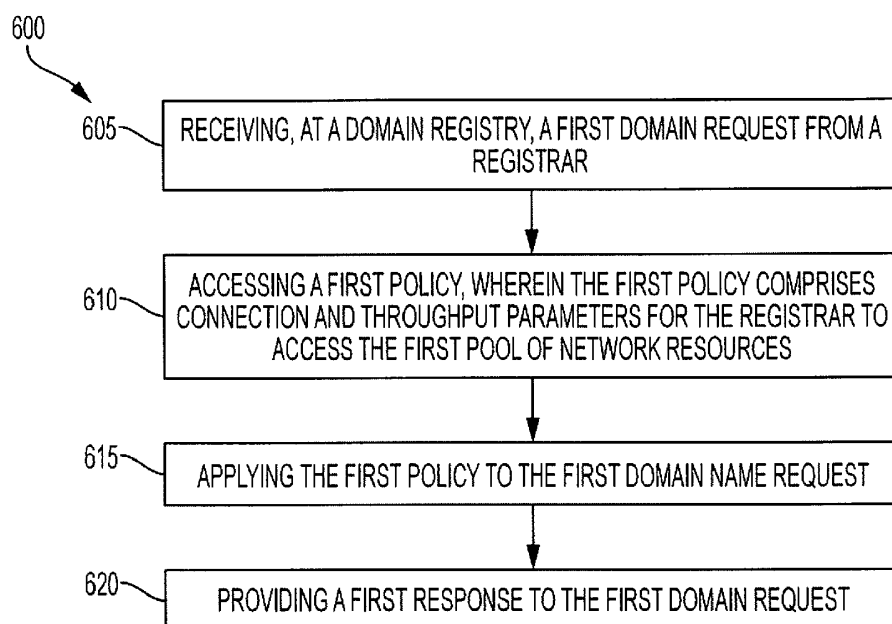 600
605
RECEIVING, AT A DOMAIN REGISTRY, A FIRST DOMAIN REQUEST FROM A
REGISTRAR
610
ACCESSING A FIRST POLICY, WHEREIN THE FIRST POLICY COMPRISES
CONNECTION AND THROUGHPUT PARAMETERS FOR THE REGISTRAR TO
ACCESS THE FIRST POOL OF NETWORK RESOURCES
615
APPLYING THE FIRST POLICY TO THE FIRST DOMAIN NAME REQUEST
620
PROVIDING A FIRST RESPONSE TO THE FIRST DOMAIN REQUEST